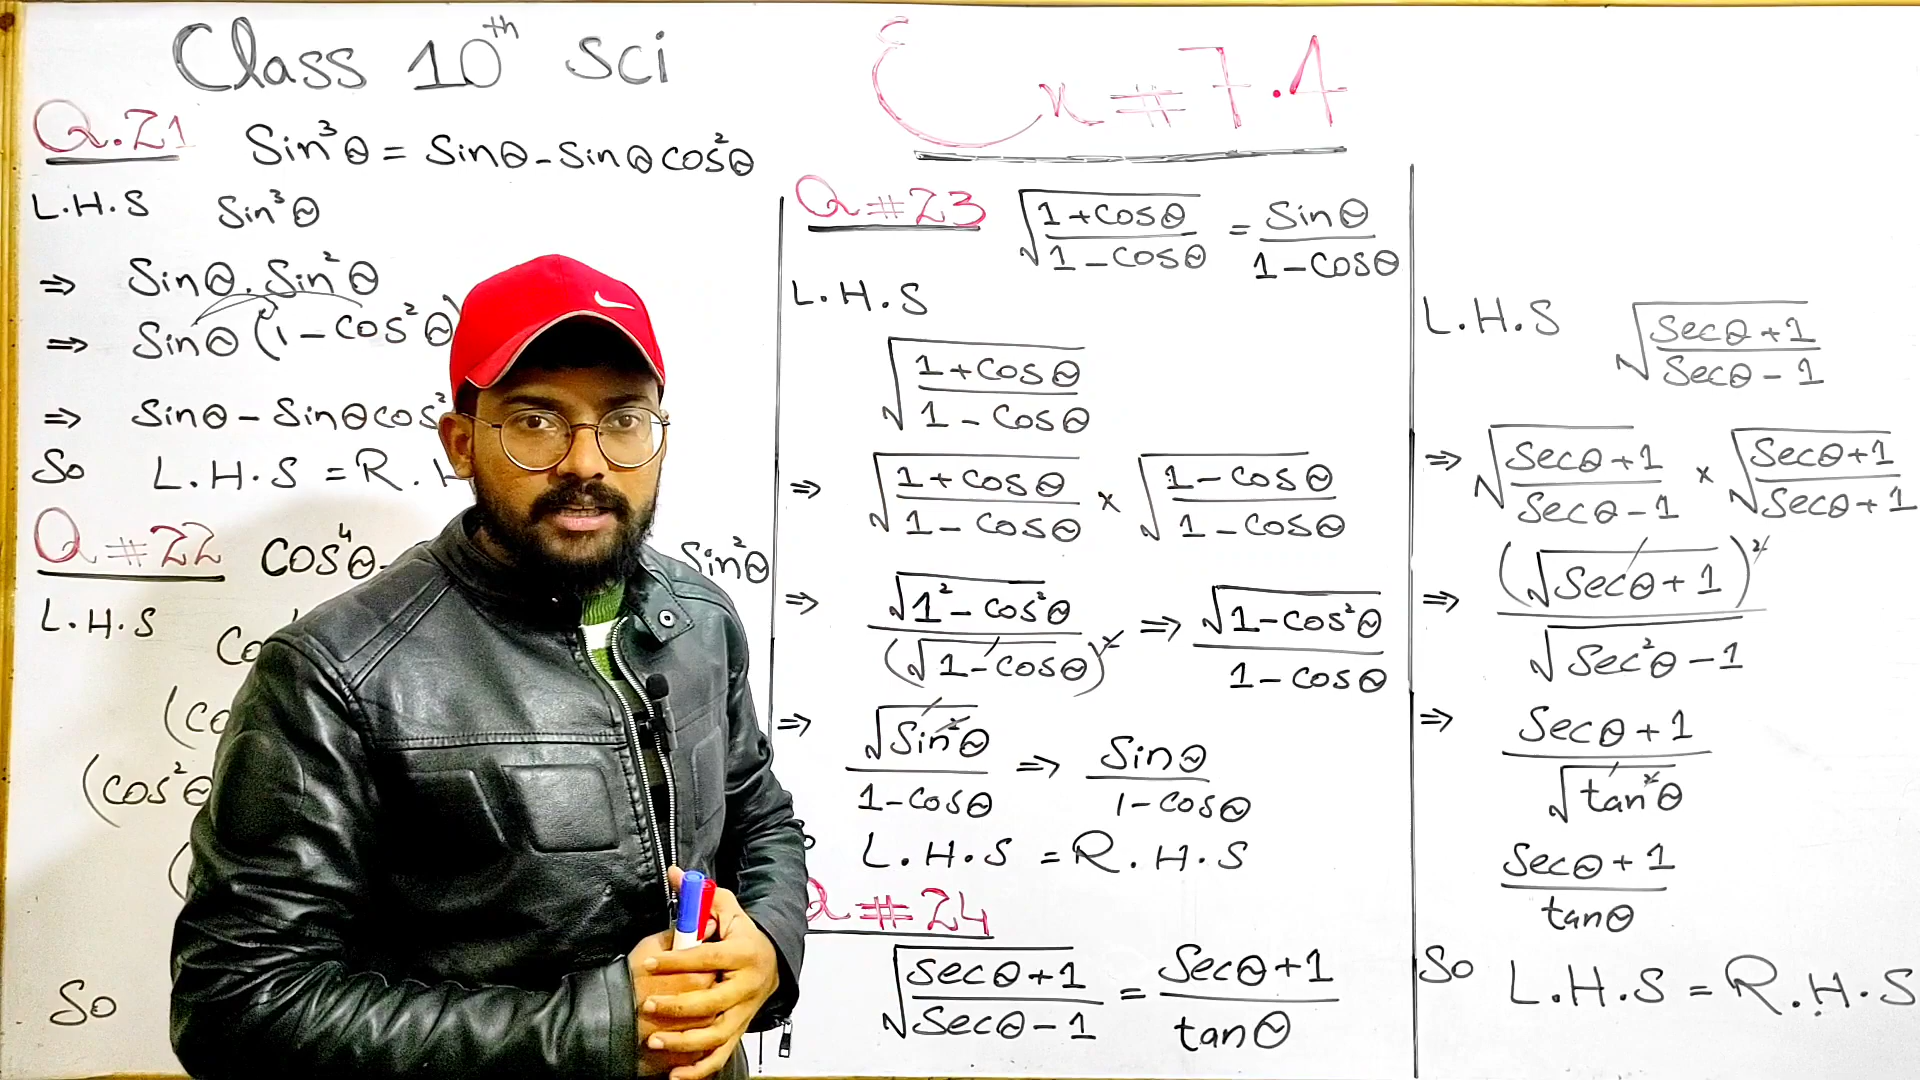 Class 10th Sci
Ex # 7.4
Q.21 Sin³θ = Sinθ - Sinθ cos²θ
L.H.S Sin³θ
⇒ Sinθ . Sin²θ
⇒ Sinθ (1 - cos²θ)
⇒ Sinθ - Sinθ cos²
So L.H.S = R.H
Q # 22 Cos⁴θ - Sin²θ
L.H.S Co
(co
(cos²θ
(
So
Q # 23 √(1+cosθ)/(1-cosθ) = Sinθ/(1-cosθ)
L.H.S
√(1+cosθ)/(1-cosθ)
⇒ √(1+cosθ)/(1-cosθ) × √(1-cosθ)/(1-cosθ)
⇒ √(1²-cos²θ)/(√(1-cosθ))² ⇒ √(1-cos²θ)/(1-cosθ)
⇒ √(Sin²θ)/(1-cosθ) ⇒ Sinθ/(1-cosθ)
L.H.S = R.H.S
Q # 24
√(Secθ+1)/(Secθ-1) = (Secθ+1)/tanθ
L.H.S √(Secθ+1)/(Secθ-1)
⇒ √(Secθ+1)/(Secθ-1) × √(Secθ+1)/(Secθ+1)
⇒ (√(Secθ+1))²/√(Sec²θ-1)
⇒ (Secθ+1)/√(tan²θ)
(Secθ+1)/tanθ
So L.H.S = R.H.S